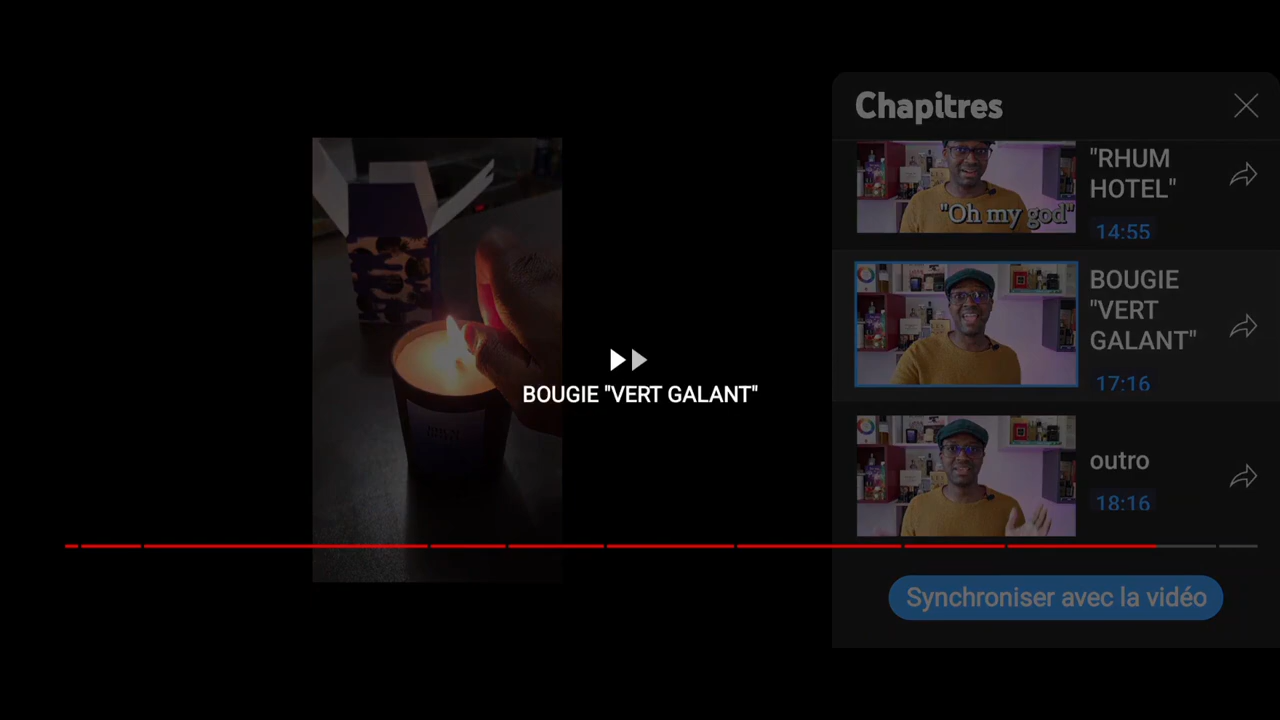 Chapitres
"RHUM
HOTEL"
"Oh my god"
14:55
BOUGIE
"VERT
GALANT"
17:16
BOUGIE "VERT GALANT"
outro
18:16
Synchroniser avec la vidéo